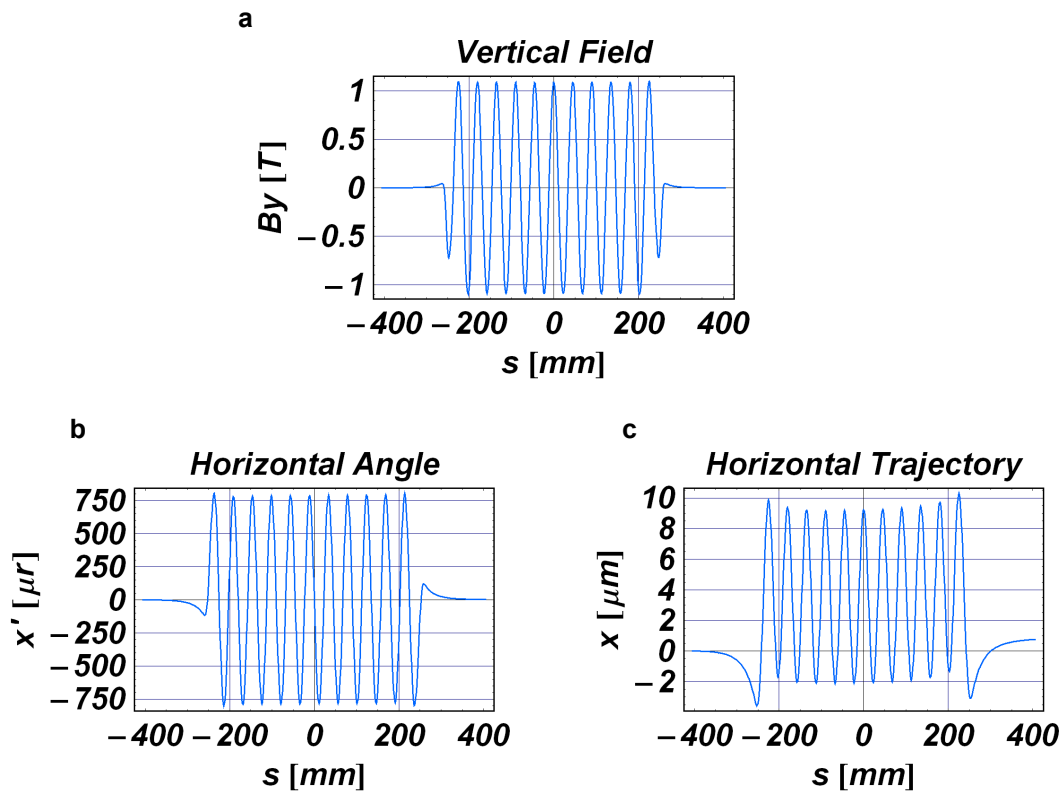 a
Vertical Field
1
0.5
0
−0.5
−1
By [T]
−400 −200 0 200 400
s [mm]
b
Horizontal Angle
750
500
250
0
−250
−500
−750
x′ [μr]
−400 −200 0 200 400
s [mm]
c
Horizontal Trajectory
10
8
6
4
2
0
−2
x [μm]
−400 −200 0 200 400
s [mm]